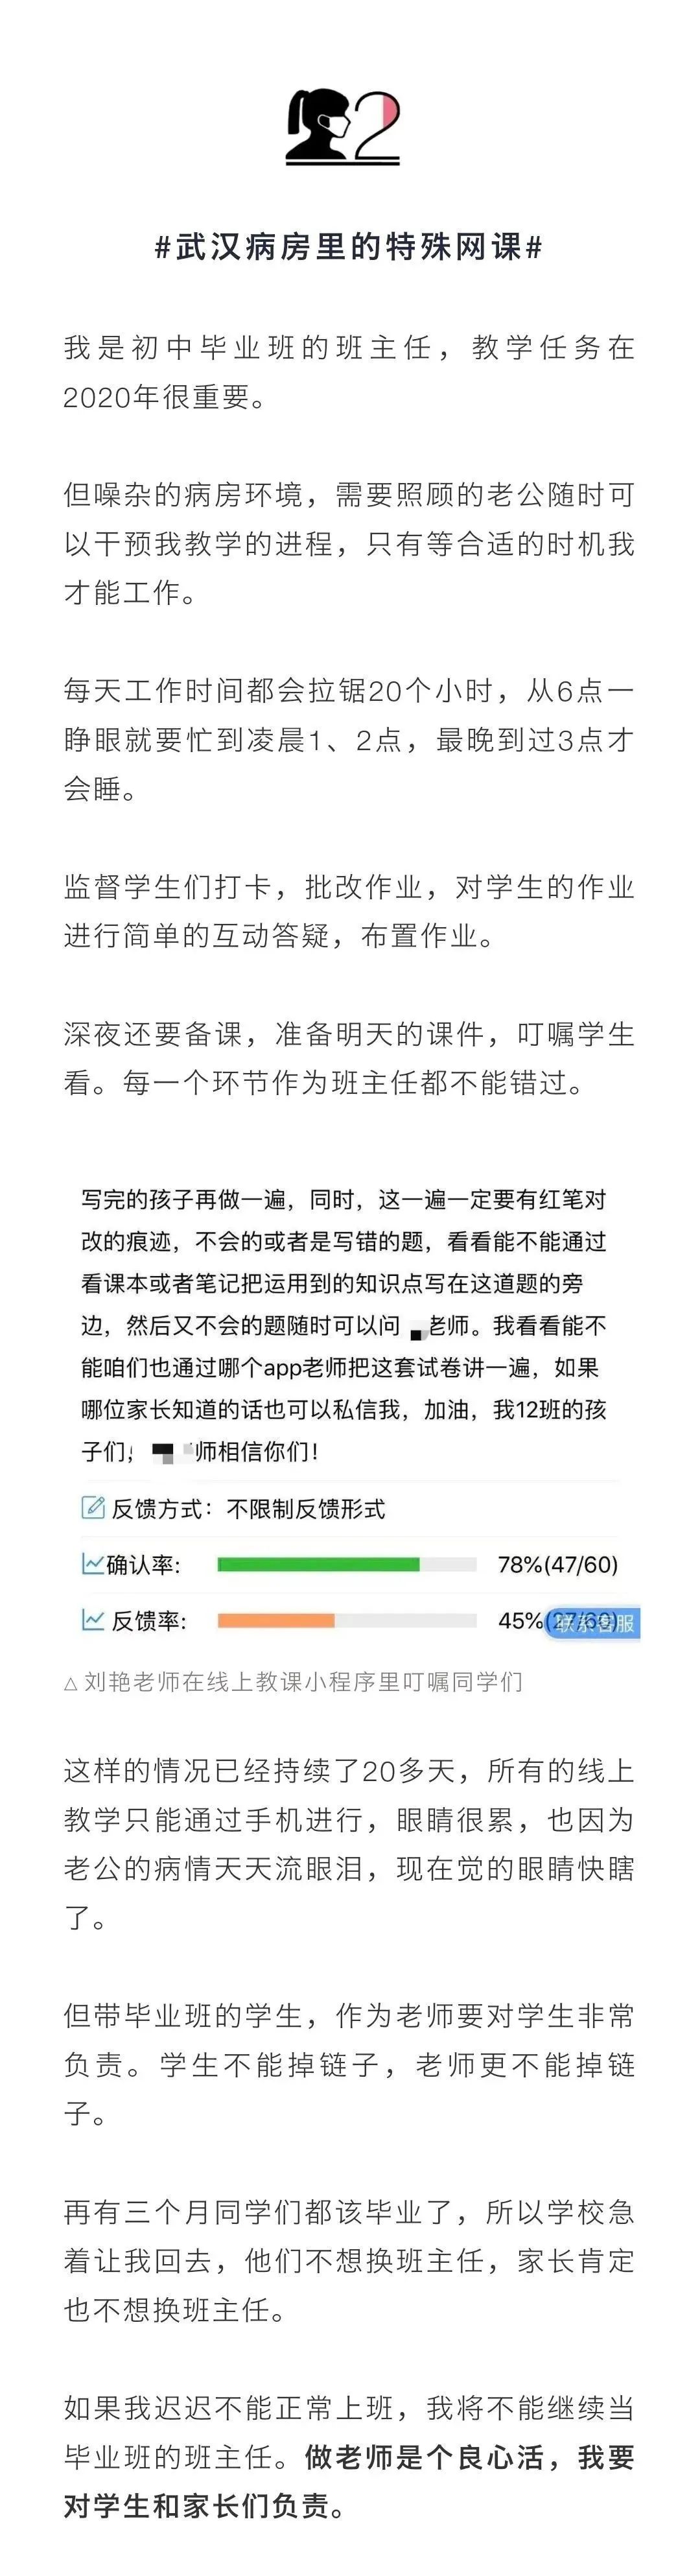 2
#武汉病房里的特殊网课#
我是初中毕业班的班主任，教学任务在
2020年很重要。
但噪杂的病房环境，需要照顾的老公随时可
以干预我教学的进程，只有等合适的时机我
才能工作。
每天工作时间都会拉锯20个小时，从6点一
睁眼就要忙到凌晨1、2点，最晚到过3点才
会睡。
监督学生们打卡，批改作业，对学生的作业
进行简单的互动答疑，布置作业。
深夜还要备课，准备明天的课件，叮嘱学生
看。每一个环节作为班主任都不能错过。
写完的孩子再做一遍，同时，这一遍一定要有红笔对
改的痕迹，不会的或者是写错的题，看看能不能通过
看课本或者笔记把运用到的知识点写在这道题的旁
边，然后又不会的题随时可以问 老师。我看看能不
能咱们也通过哪个app老师把这套试卷讲一遍，如果
哪位家长知道的话也可以私信我，加油，我12班的孩
子们， 师相信你们！
反馈方式：不限制反馈形式
确认率: 78%(47/60)
反馈率: 45%(27/60)
联系客服
△ 刘艳老师在线上教课小程序里叮嘱同学们
这样的情况已经持续了20多天，所有的线上
教学只能通过手机进行，眼睛很累，也因为
老公的病情天天流眼泪，现在觉的眼睛快瞎
了。
但带毕业班的学生，作为老师要对学生非常
负责。学生不能掉链子，老师更不能掉链
子。
再有三个月同学们都该毕业了，所以学校急
着让我回去，他们不想换班主任，家长肯定
也不想换班主任。
如果我迟迟不能正常上班，我将不能继续当
毕业班的班主任。做老师是个良心活，我要
对学生和家长们负责。